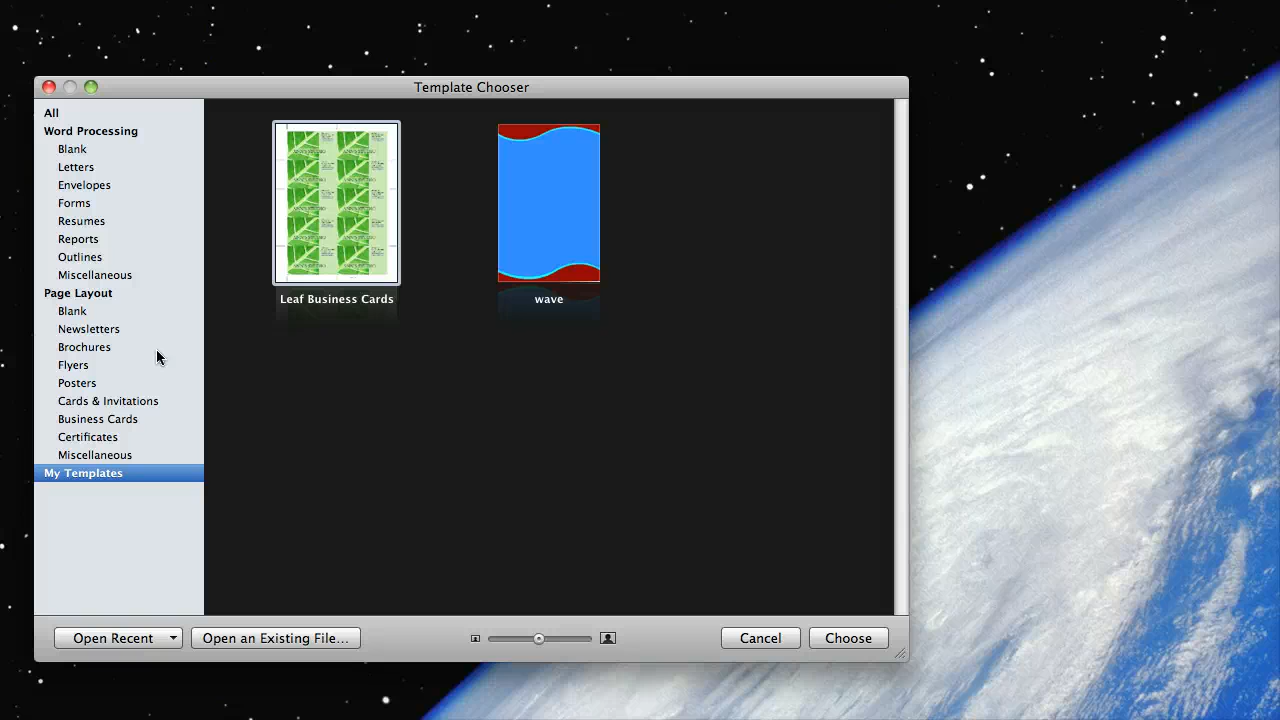 Template Chooser
All
Word Processing
Blank
Letters
Envelopes
Forms
Resumes
Reports
Outlines
Miscellaneous
Page Layout
Blank
Newsletters
Brochures
Flyers
Posters
Cards & Invitations
Business Cards
Certificates
Miscellaneous
My Templates
Leaf Business Cards
wave
Open Recent
Open an Existing File...
Cancel
Choose